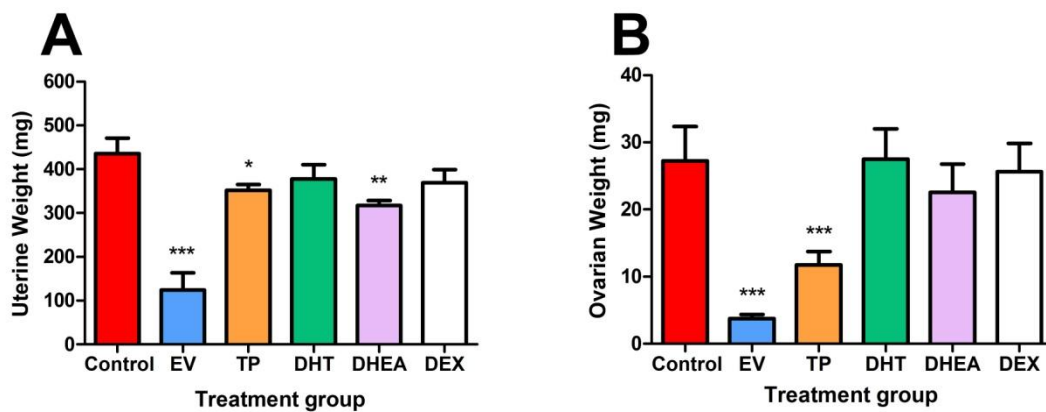 A
Uterine Weight (mg)
600
500
400
300
200
100
0
***
*
**
Control EV TP DHT DHEA DEX
Treatment group
B
Ovarian Weight (mg)
40
30
20
10
0
***
***
Control EV TP DHT DHEA DEX
Treatment group